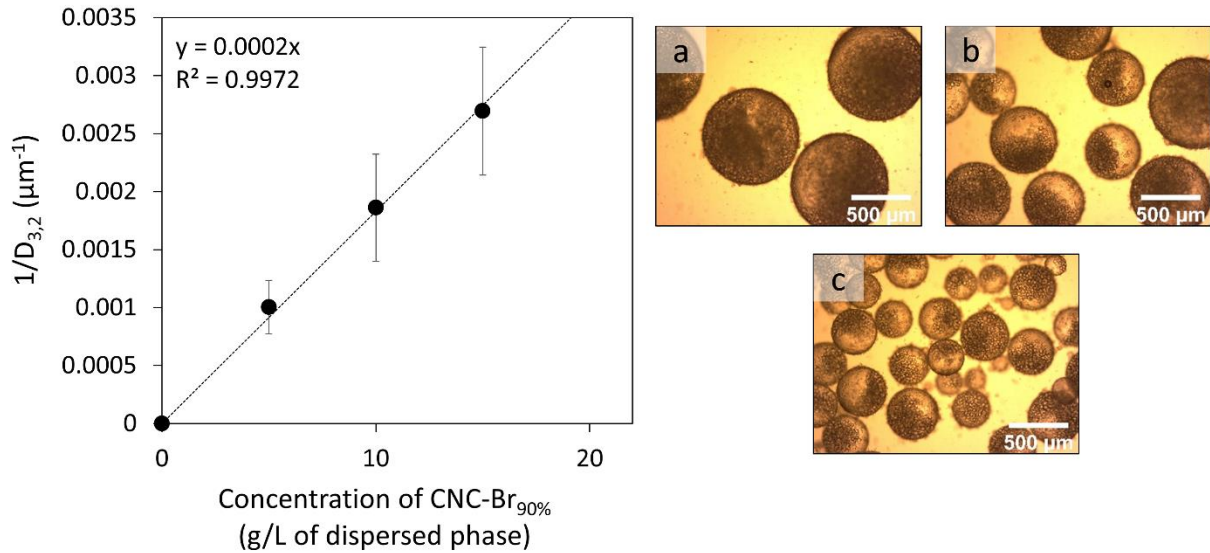 0.0035
0.003
0.0025
0.002
0.0015
0.001
0.0005
0
y = 0.0002x
R² = 0.9972
1/D3,2 (µm-1)
0 10 20
Concentration of CNC-Br90%
(g/L of dispersed phase)
a
500 µm
b
500 µm
c
500 µm